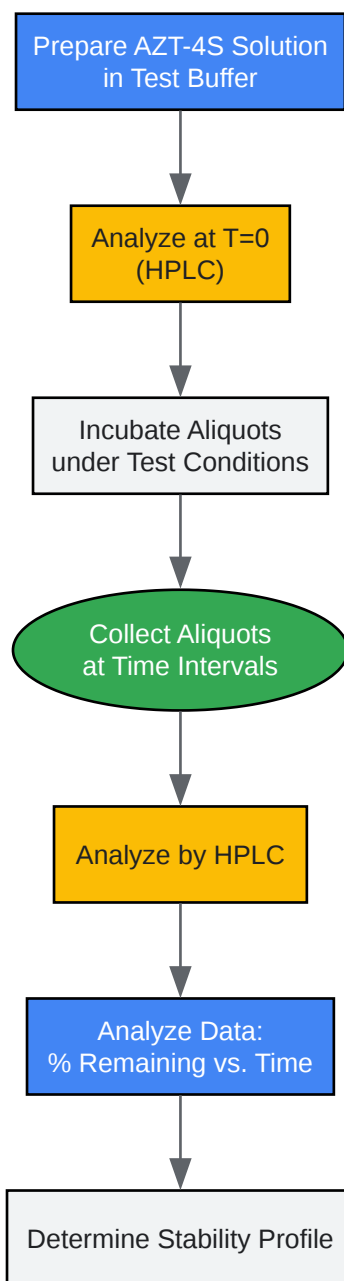 Prepare AZT-4S Solution
in Test Buffer
Analyze at T=0
(HPLC)
Incubate Aliquots
under Test Conditions
Collect Aliquots
at Time Intervals
Analyze by HPLC
Analyze Data:
% Remaining vs. Time
Determine Stability Profile